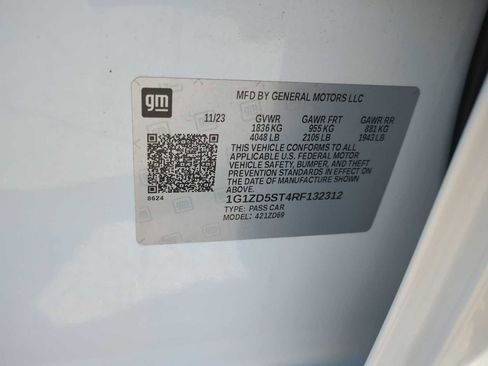 gm
MFD BY GENERAL MOTORS LLC
11/23 GVWR GAWR FRT GAWR RR
1836 KG 955 KG 881 KG
4048 LB 2105 LB 1943 LB
THIS VEHICLE CONFORMS TO ALL
APPLICABLE U.S. FEDERAL MOTOR
VEHICLE SAFETY, BUMPER, AND THEFT
PREVENTION STANDARDS IN EFFECT ON
THE DATE OF MANUFACTURE SHOWN
ABOVE.
8624
1G1ZD5ST4RF132312
TYPE: PASS CAR
MODEL: 421ZD69